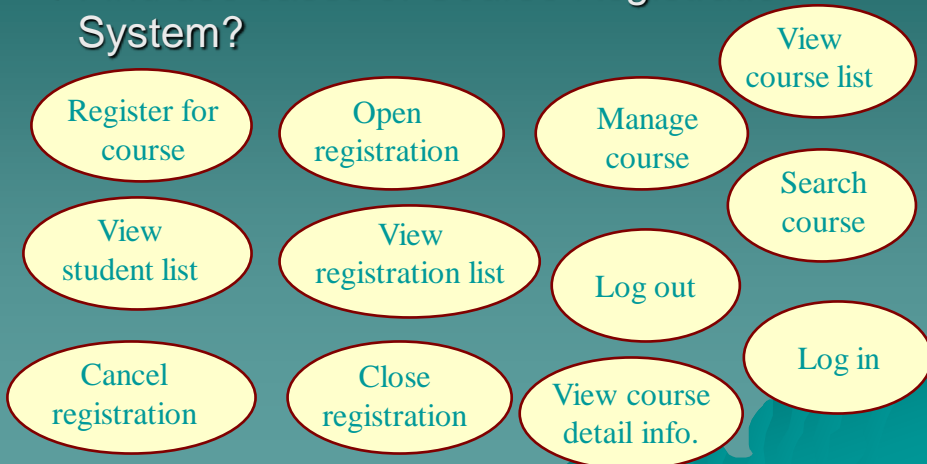 System?
View
course list
Register for
course
Open
registration
Manage
course
Search
course
View
student list
View
registration list
Log out
Log in
Cancel
registration
Close
registration
View course
detail info.